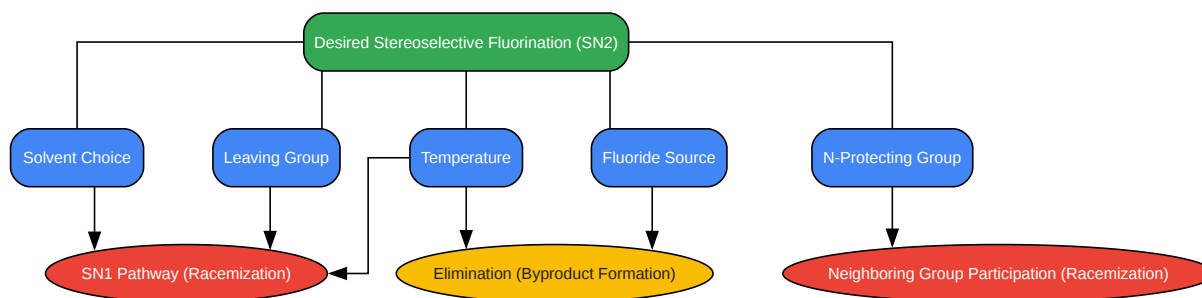 Desired Stereoselective Fluorination (SN2)
Solvent Choice
Leaving Group
Temperature
Fluoride Source
N-Protecting Group
SN1 Pathway (Racemization)
Elimination (Byproduct Formation)
Neighboring Group Participation (Racemization)